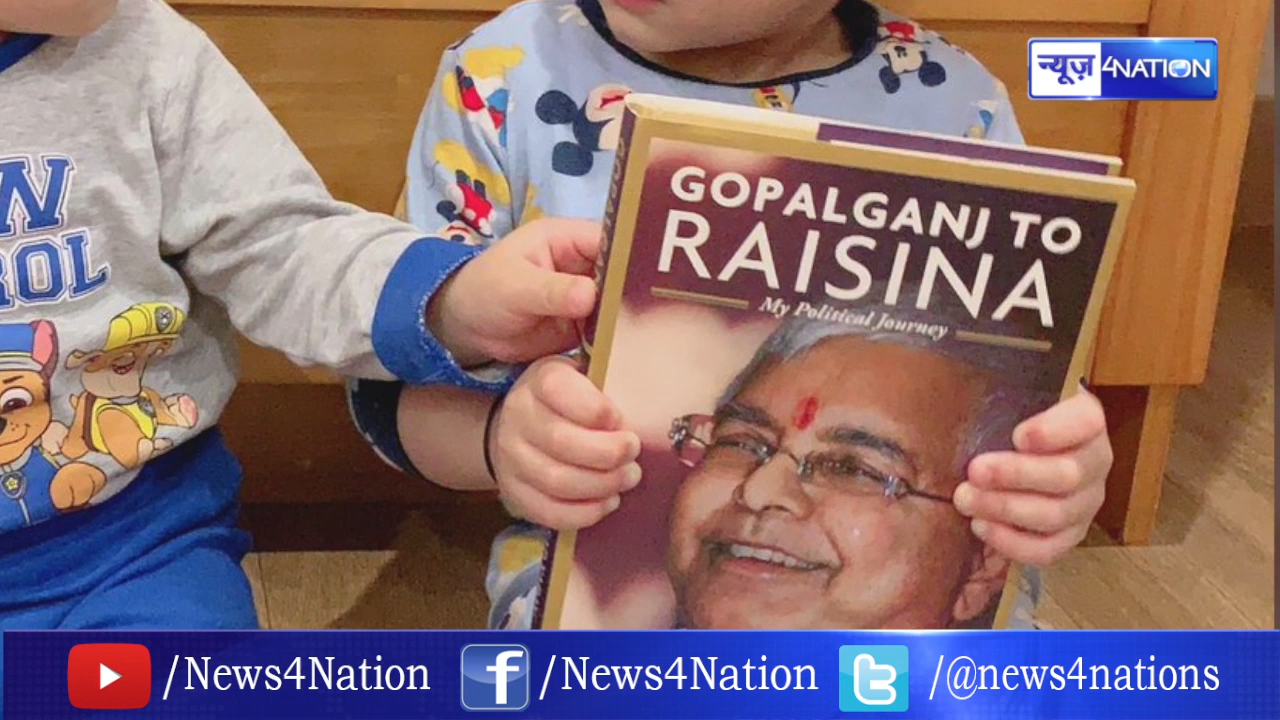 न्यूज़ 4NATION
GOPALGANJ TO
RAISINA
My Political Journey
/News4Nation
/News4Nation
/@news4nations